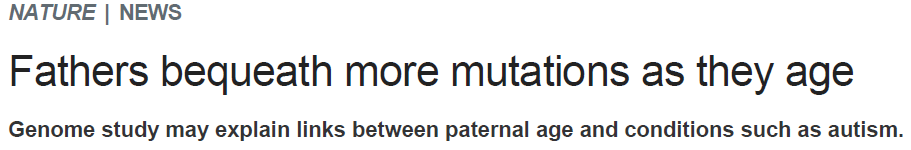 NATURE | NEWS
Fathers bequeath more mutations as they age
Genome study may explain links between paternal age and conditions such as autism.